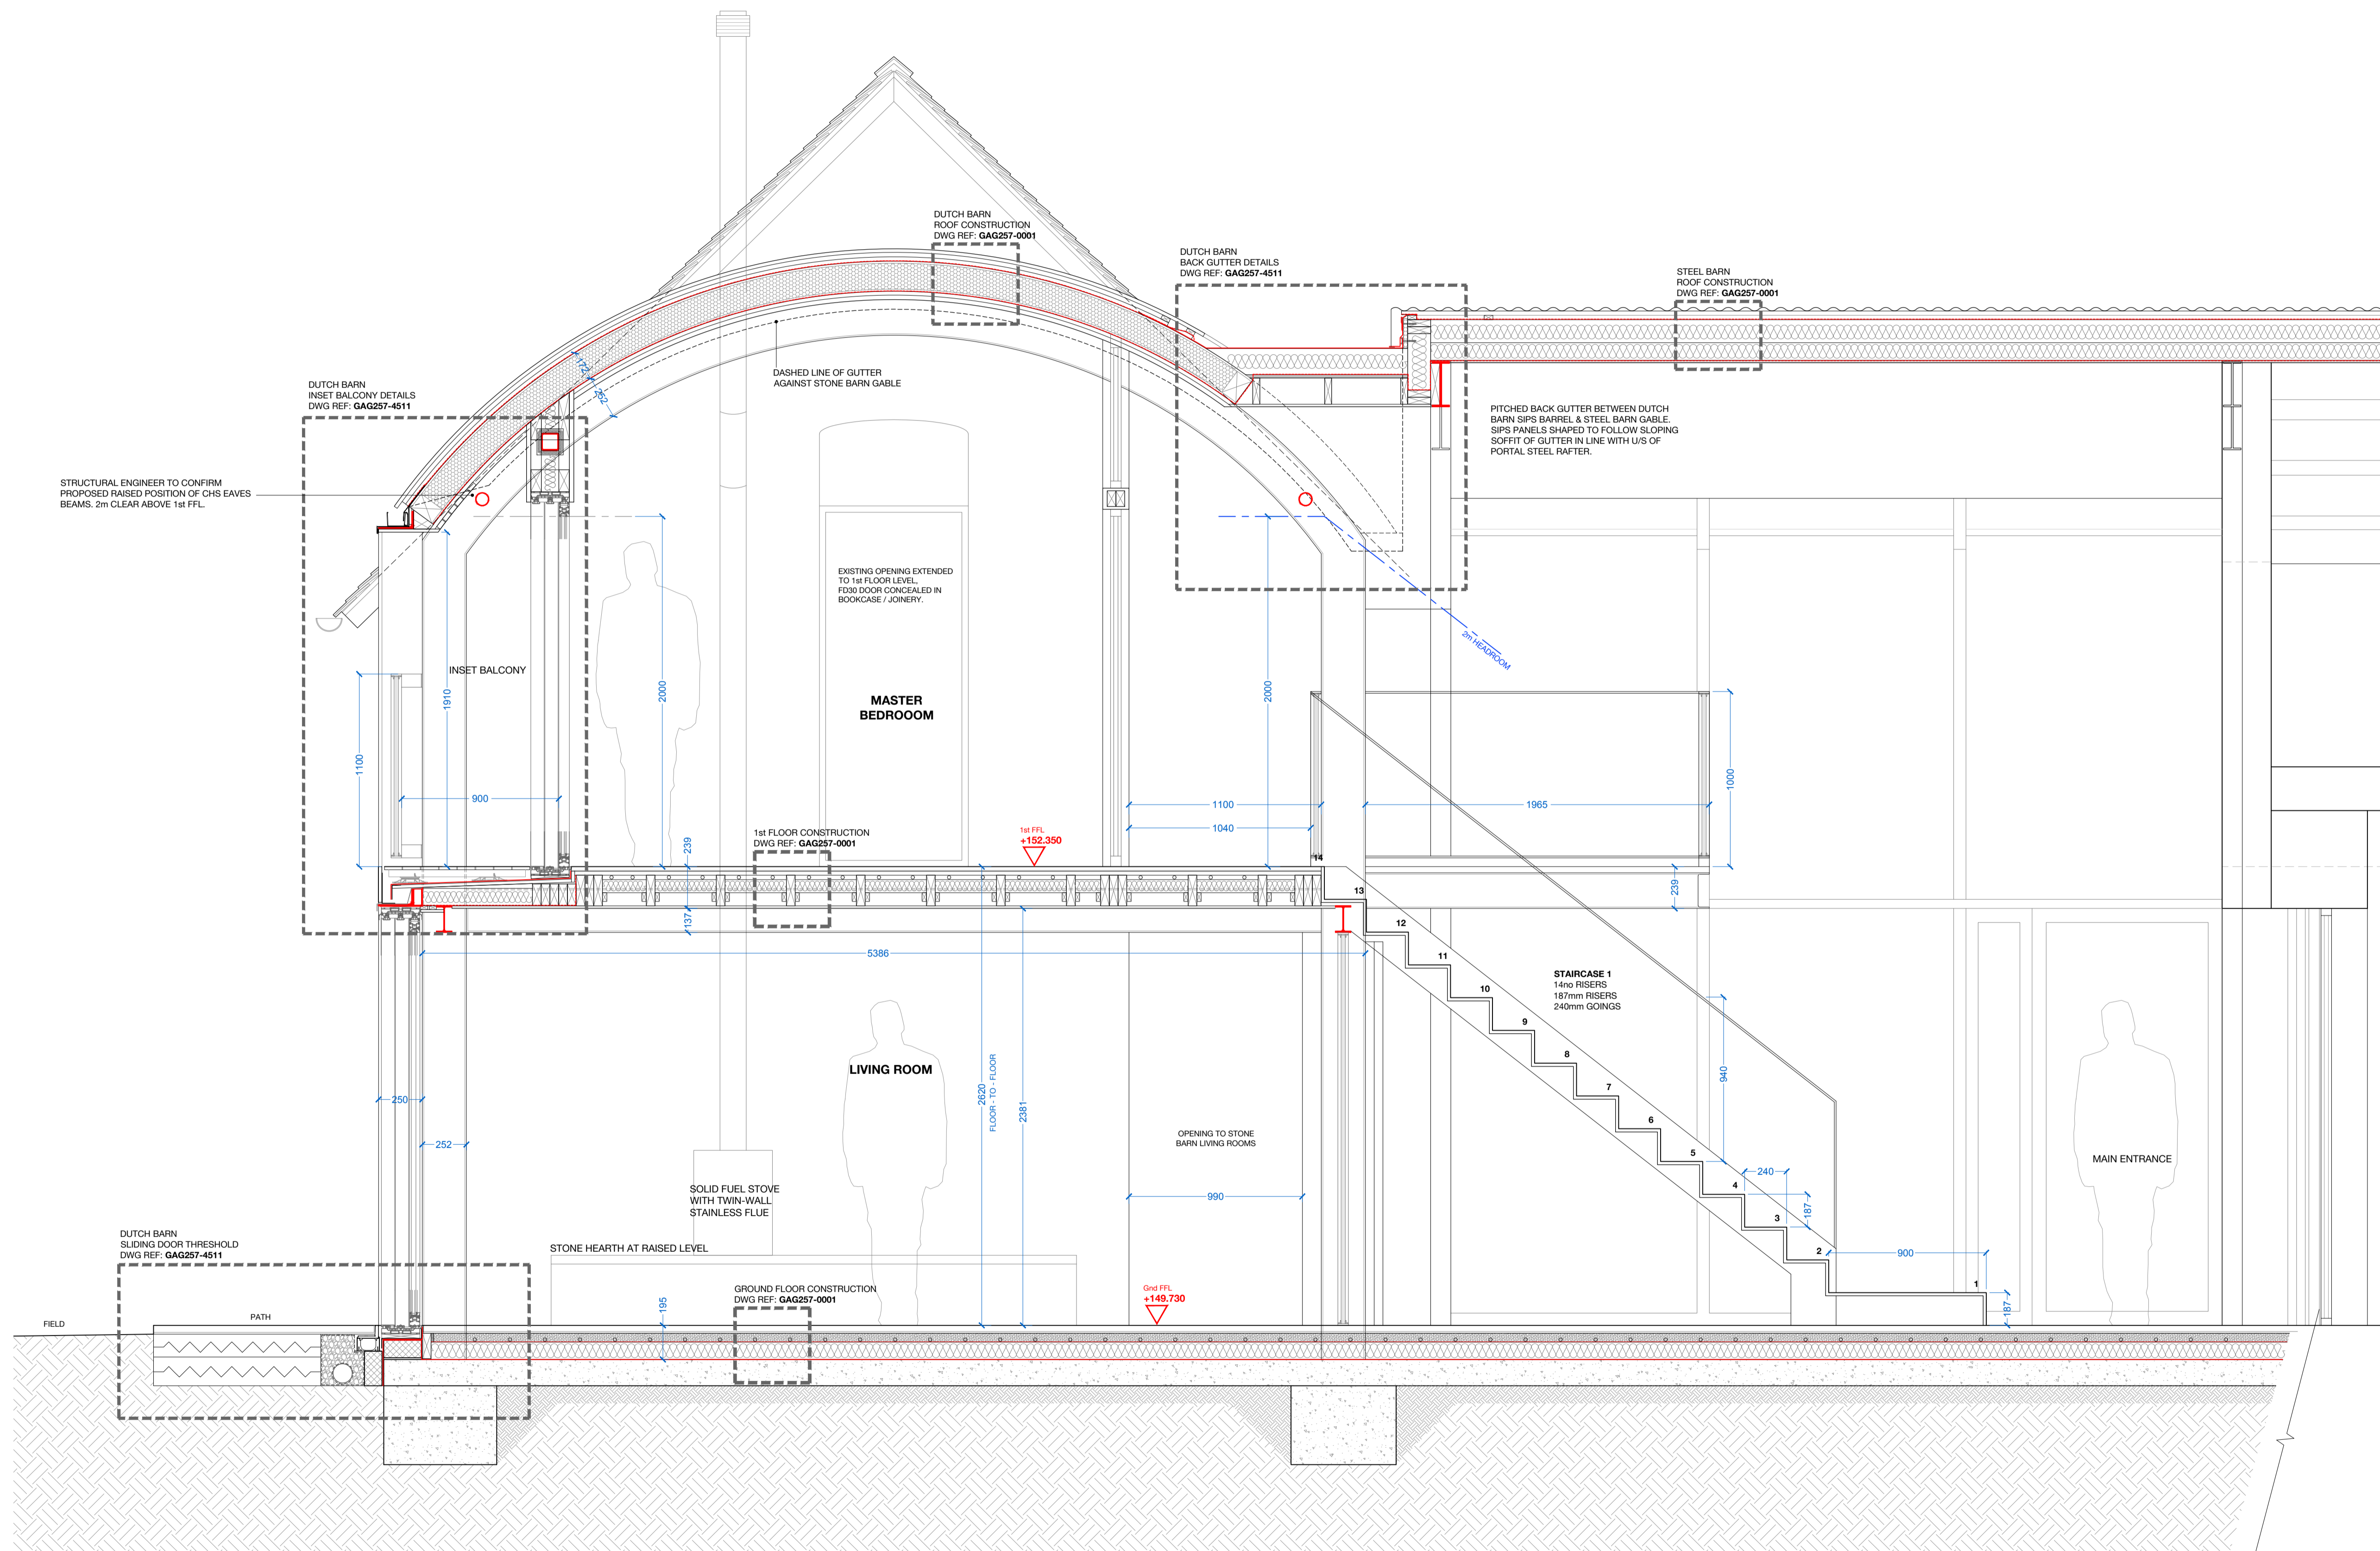 DUTCH BARN
ROOF CONSTRUCTION
DWG REF: GAG257-0001
DUTCH BARN
BACK GUTTER DETAILS
DWG REF: GAG257-4511
STEEL BARN
ROOF CONSTRUCTION
DWG REF: GAG257-0001
172
252
DASHED LINE OF GUTTER
AGAINST STONE BARN GABLE
DUTCH BARN
INSET BALCONY DETAILS
DWG REF: GAG257-4511
PITCHED BACK GUTTER BETWEEN DUTCH
BARN SIPS BARREL & STEEL BARN GABLE.
SIPS PANELS SHAPED TO FOLLOW SLOPING
SOFFIT OF GUTTER IN LINE WITH U/S OF
PORTAL STEEL RAFTER.
STRUCTURAL ENGINEER TO CONFIRM
PROPOSED RAISED POSITION OF CHS EAVES
BEAMS. 2m CLEAR ABOVE 1st FFL.
EXISTING OPENING EXTENDED
TO 1st FLOOR LEVEL,
FD30 DOOR CONCEALED IN
BOOKCASE / JOINERY.
2m HEADROOM
INSET BALCONY
1910
2000
2000
MASTER
BEDROOOM
1100
900
1100
1040
1965
1000
1st FLOOR CONSTRUCTION
DWG REF: GAG257-0001
1st FFL
+152.350
239
137
239
14
13
12
11
10
9
8
7
6
5
4
3
2
1
5386
STAIRCASE 1
14no RISERS
187mm RISERS
240mm GOINGS
LIVING ROOM
2620
FLOOR - TO - FLOOR
2381
940
250
252
OPENING TO STONE
BARN LIVING ROOMS
MAIN ENTRANCE
240
187
990
SOLID FUEL STOVE
WITH TWIN-WALL
STAINLESS FLUE
DUTCH BARN
SLIDING DOOR THRESHOLD
DWG REF: GAG257-4511
STONE HEARTH AT RAISED LEVEL
900
187
GROUND FLOOR CONSTRUCTION
DWG REF: GAG257-0001
Gnd FFL
+149.730
195
FIELD
PATH